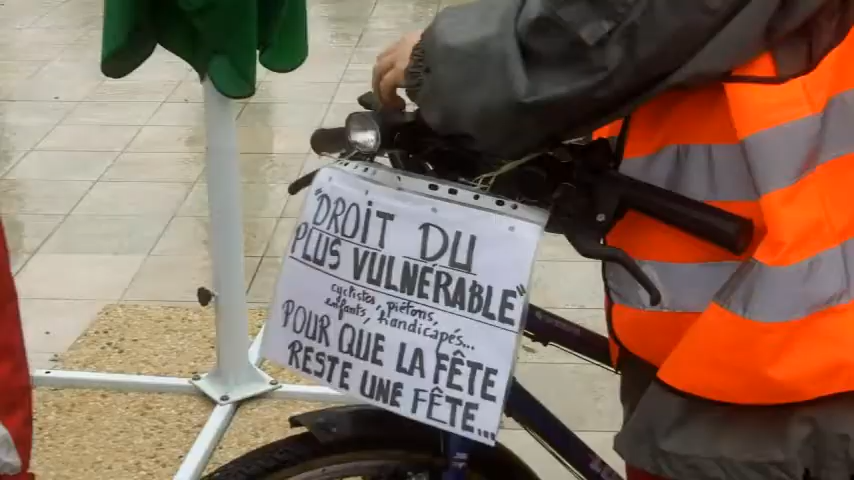 "DROIT DU
PLUS VULNÉRABLE"
cyclistes, piétons,
enfants, handicapés...
POUR QUE LA FÊTE
RESTE UNE FÊTE...